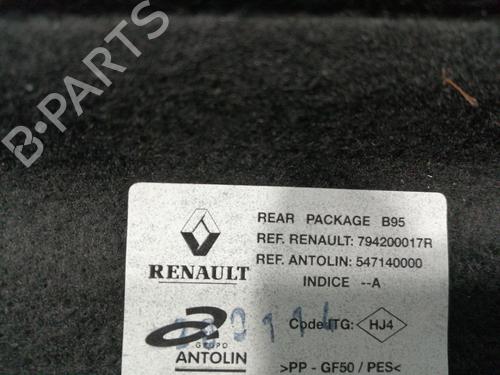 B-PARTS
REAR PACKAGE B95
REF. RENAULT: 794200017R
REF. ANTOLIN: 547140000
INDICE --A
RENAULT
Code ITG: HJ4
GRUPO
ANTOLIN
>PP - GF50 / PES<